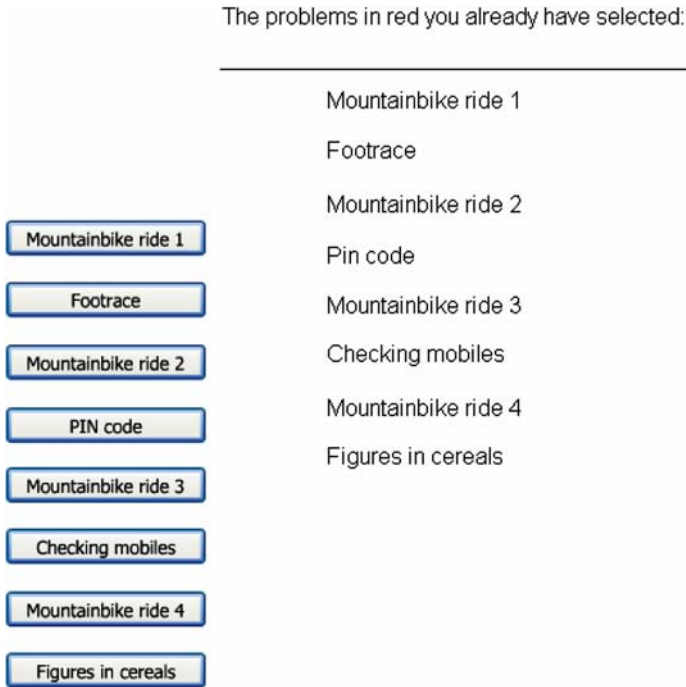 The problems in red you already have selected:
Mountainbike ride 1
Footrace
Mountainbike ride 2
Pin code
Mountainbike ride 3
Checking mobiles
Mountainbike ride 4
Figures in cereals
Mountainbike ride 1
Footrace
Mountainbike ride 2
PIN code
Mountainbike ride 3
Checking mobiles
Mountainbike ride 4
Figures in cereals